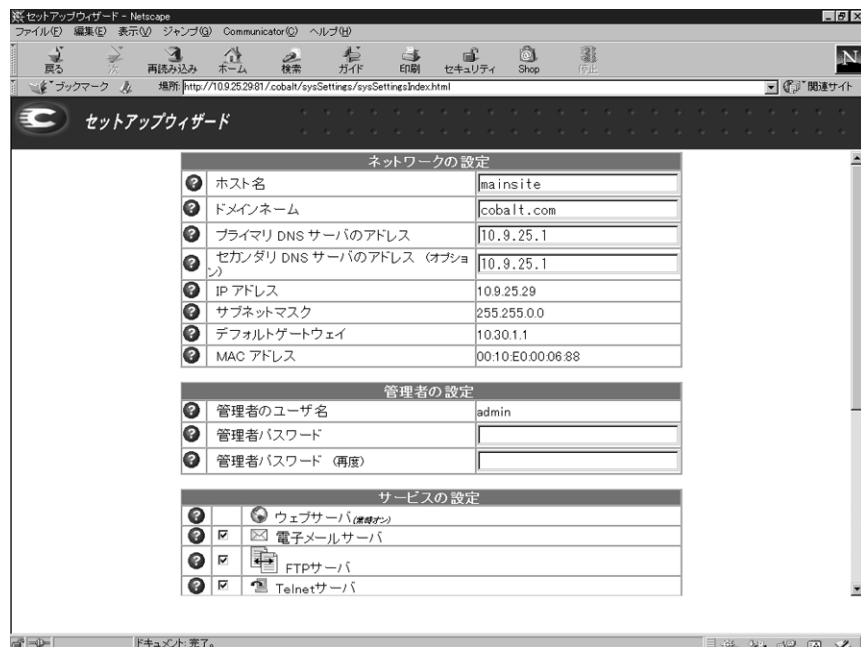 セットアップウィザード - Netscape
ファイル(F) 編集(E) 表示(V) ジャンプ(G) Communicator(C) ヘルプ(H)
戻る 次 再読み込み ホーム 検索 ガイド 印刷 セキュリティ Shop 停止 N
ブックマーク 場所: http://10.9.25.29:81/.cobalt/sysSettings/sysSettingsIndex.html 関連サイト
セットアップウィザード
ネットワークの設定
ホスト名 mainsite
ドメインネーム cobalt.com
プライマリ DNS サーバのアドレス 10.9.25.1
セカンダリ DNS サーバのアドレス (オプション) 10.9.25.1
IP アドレス 10.9.25.29
サブネットマスク 255.255.0.0
デフォルトゲートウェイ 10.30.1.1
MAC アドレス 00:10:E0:00:06:88
管理者の設定
管理者のユーザ名 admin
管理者パスワード
管理者パスワード (再度)
サービスの設定
ウェブサーバ(常時オン)
電子メールサーバ
FTPサーバ
Telnetサーバ
ドキュメント: 完了。